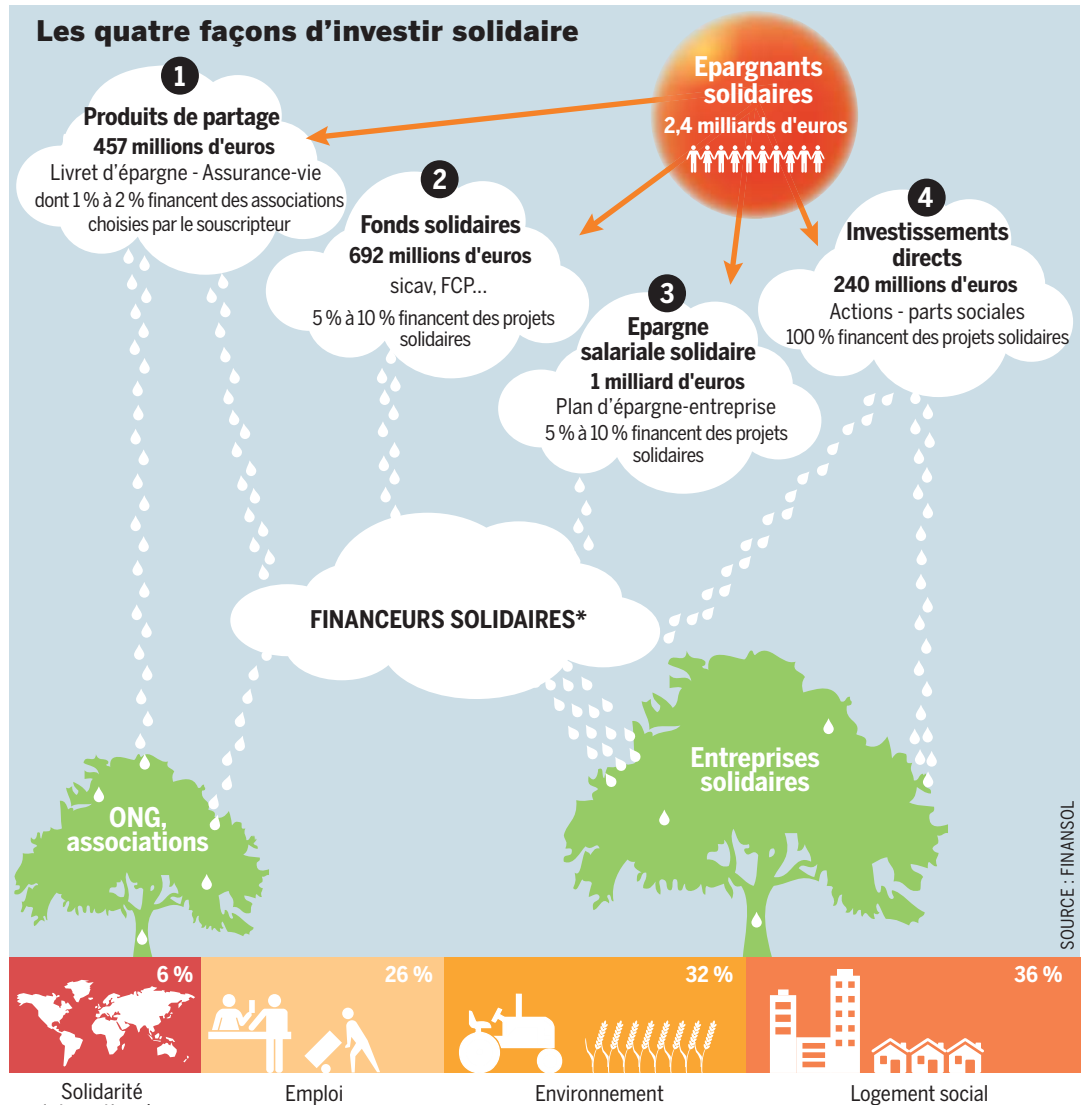 Les quatre façons d'investir solidaire
Epargnants
solidaires
2,4 milliards d'euros
1
Produits de partage
457 millions d'euros
Livret d'épargne - Assurance-vie
dont 1 % à 2 % financent des associations
choisies par le souscripteur
2
Fonds solidaires
692 millions d'euros
sicav, FCP...
5 % à 10 % financent des projets
solidaires
3
Epargne
salariale solidaire
1 milliard d'euros
Plan d'épargne-entreprise
5 % à 10 % financent des projets
solidaires
4
Investissements
directs
240 millions d'euros
Actions - parts sociales
100 % financent des projets solidaires
FINANCEURS SOLIDAIRES*
ONG,
associations
Entreprises
solidaires
SOURCE : FINANSOL
6 %
26 %
32 %
36 %
Solidarité
Emploi
Environnement
Logement social